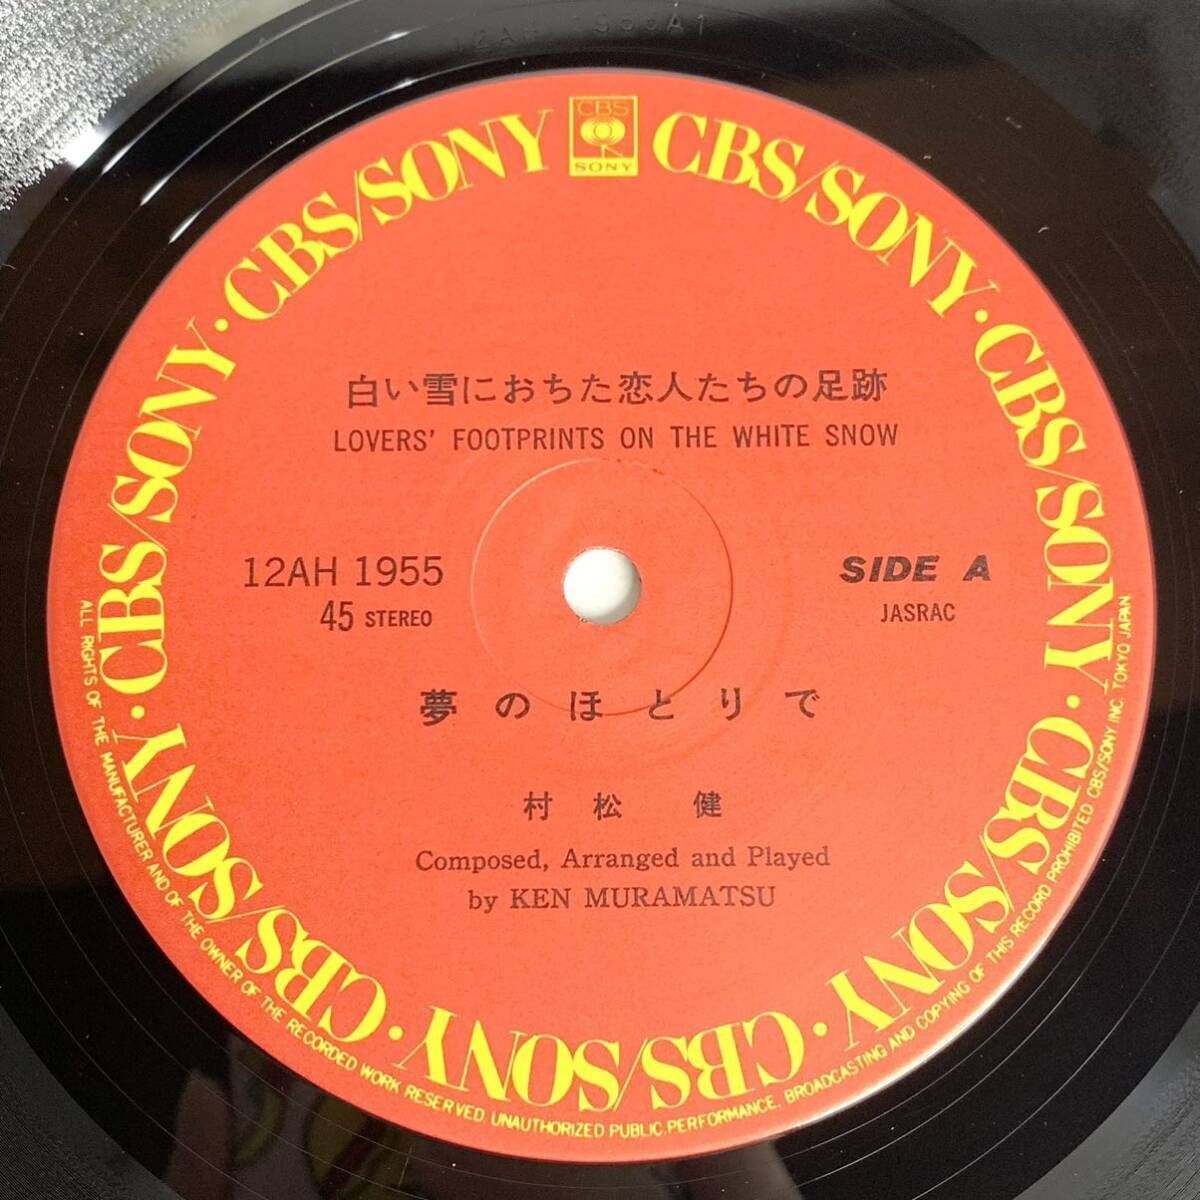 2AH 1955A1
CBS
SONY
CBS/SONY · CBS/SONY · CBS/SONY · CBS/SONY · CBS/SONY · CBS/SONY · CBS/SONY · CBS/SONY
白い雪におちた恋人たちの足跡
LOVERS' FOOTPRINTS ON THE WHITE SNOW
12AH 1955
45 STEREO
SIDE A
JASRAC
夢のほとりで
村松 健
Composed, Arranged and Played
by KEN MURAMATSU
ALL RIGHTS OF THE MANUFACTURER AND OF THE OWNER OF THE RECORDED WORK RESERVED. UNAUTHORIZED PUBLIC PERFORMANCE, BROADCASTING AND COPYING OF THIS RECORD PROHIBITED CBS/SONY INC. TOKYO JAPAN